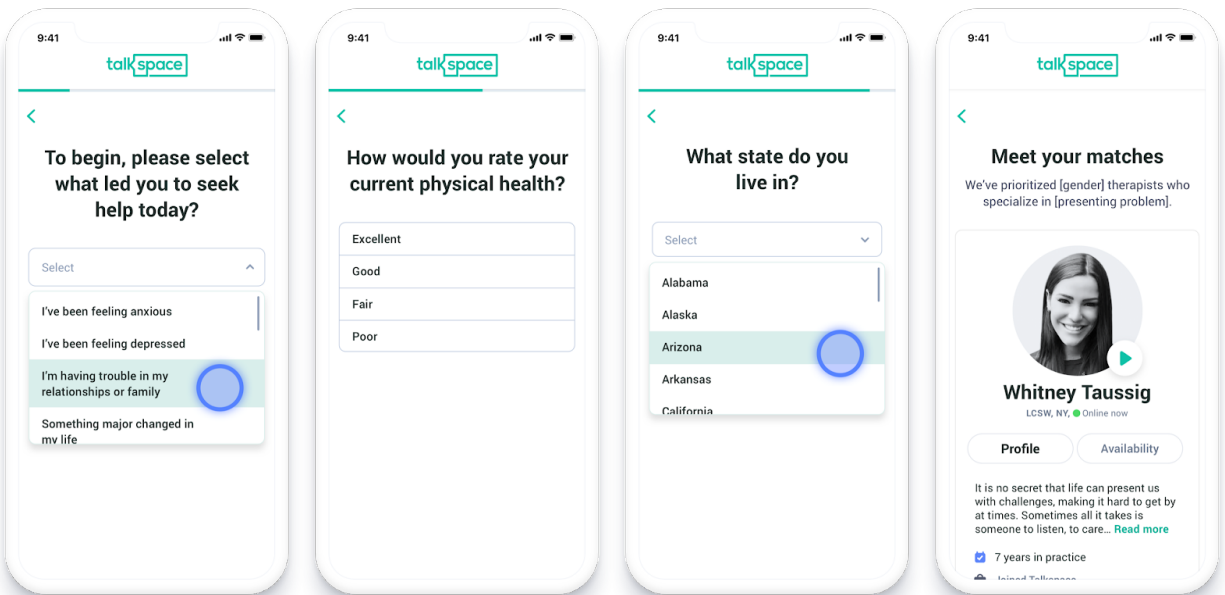 9:41
talkspace
To begin, please select
what led you to seek
help today?
Select
I've been feeling anxious
I've been feeling depressed
I'm having trouble in my
relationships or family
Something major changed in
my life
9:41
talkspace
How would you rate your
current physical health?
Excellent
Good
Fair
Poor
9:41
talkspace
What state do you
live in?
Select
Alabama
Alaska
Arizona
Arkansas
California
9:41
talkspace
Meet your matches
We've prioritized [gender] therapists who
specialize in [presenting problem].
Whitney Taussig
LCSW, NY, Online now
Profile
Availability
It is no secret that life can present us
with challenges, making it hard to get by
at times. Sometimes all it takes is
someone to listen, to care... Read more
7 years in practice
Joined Talkspace